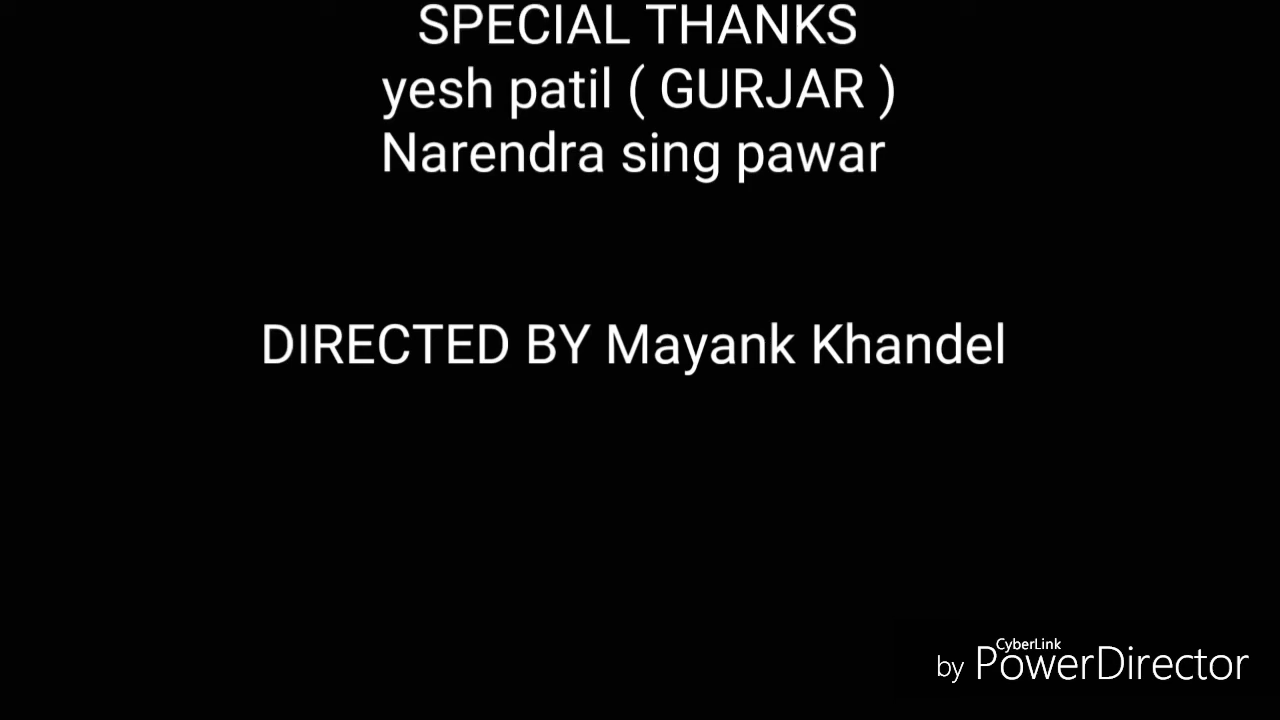 SPECIAL THANKS
yesh patil ( GURJAR )
Narendra sing pawar
DIRECTED BY Mayank Khandel
CyberLink
by PowerDirector